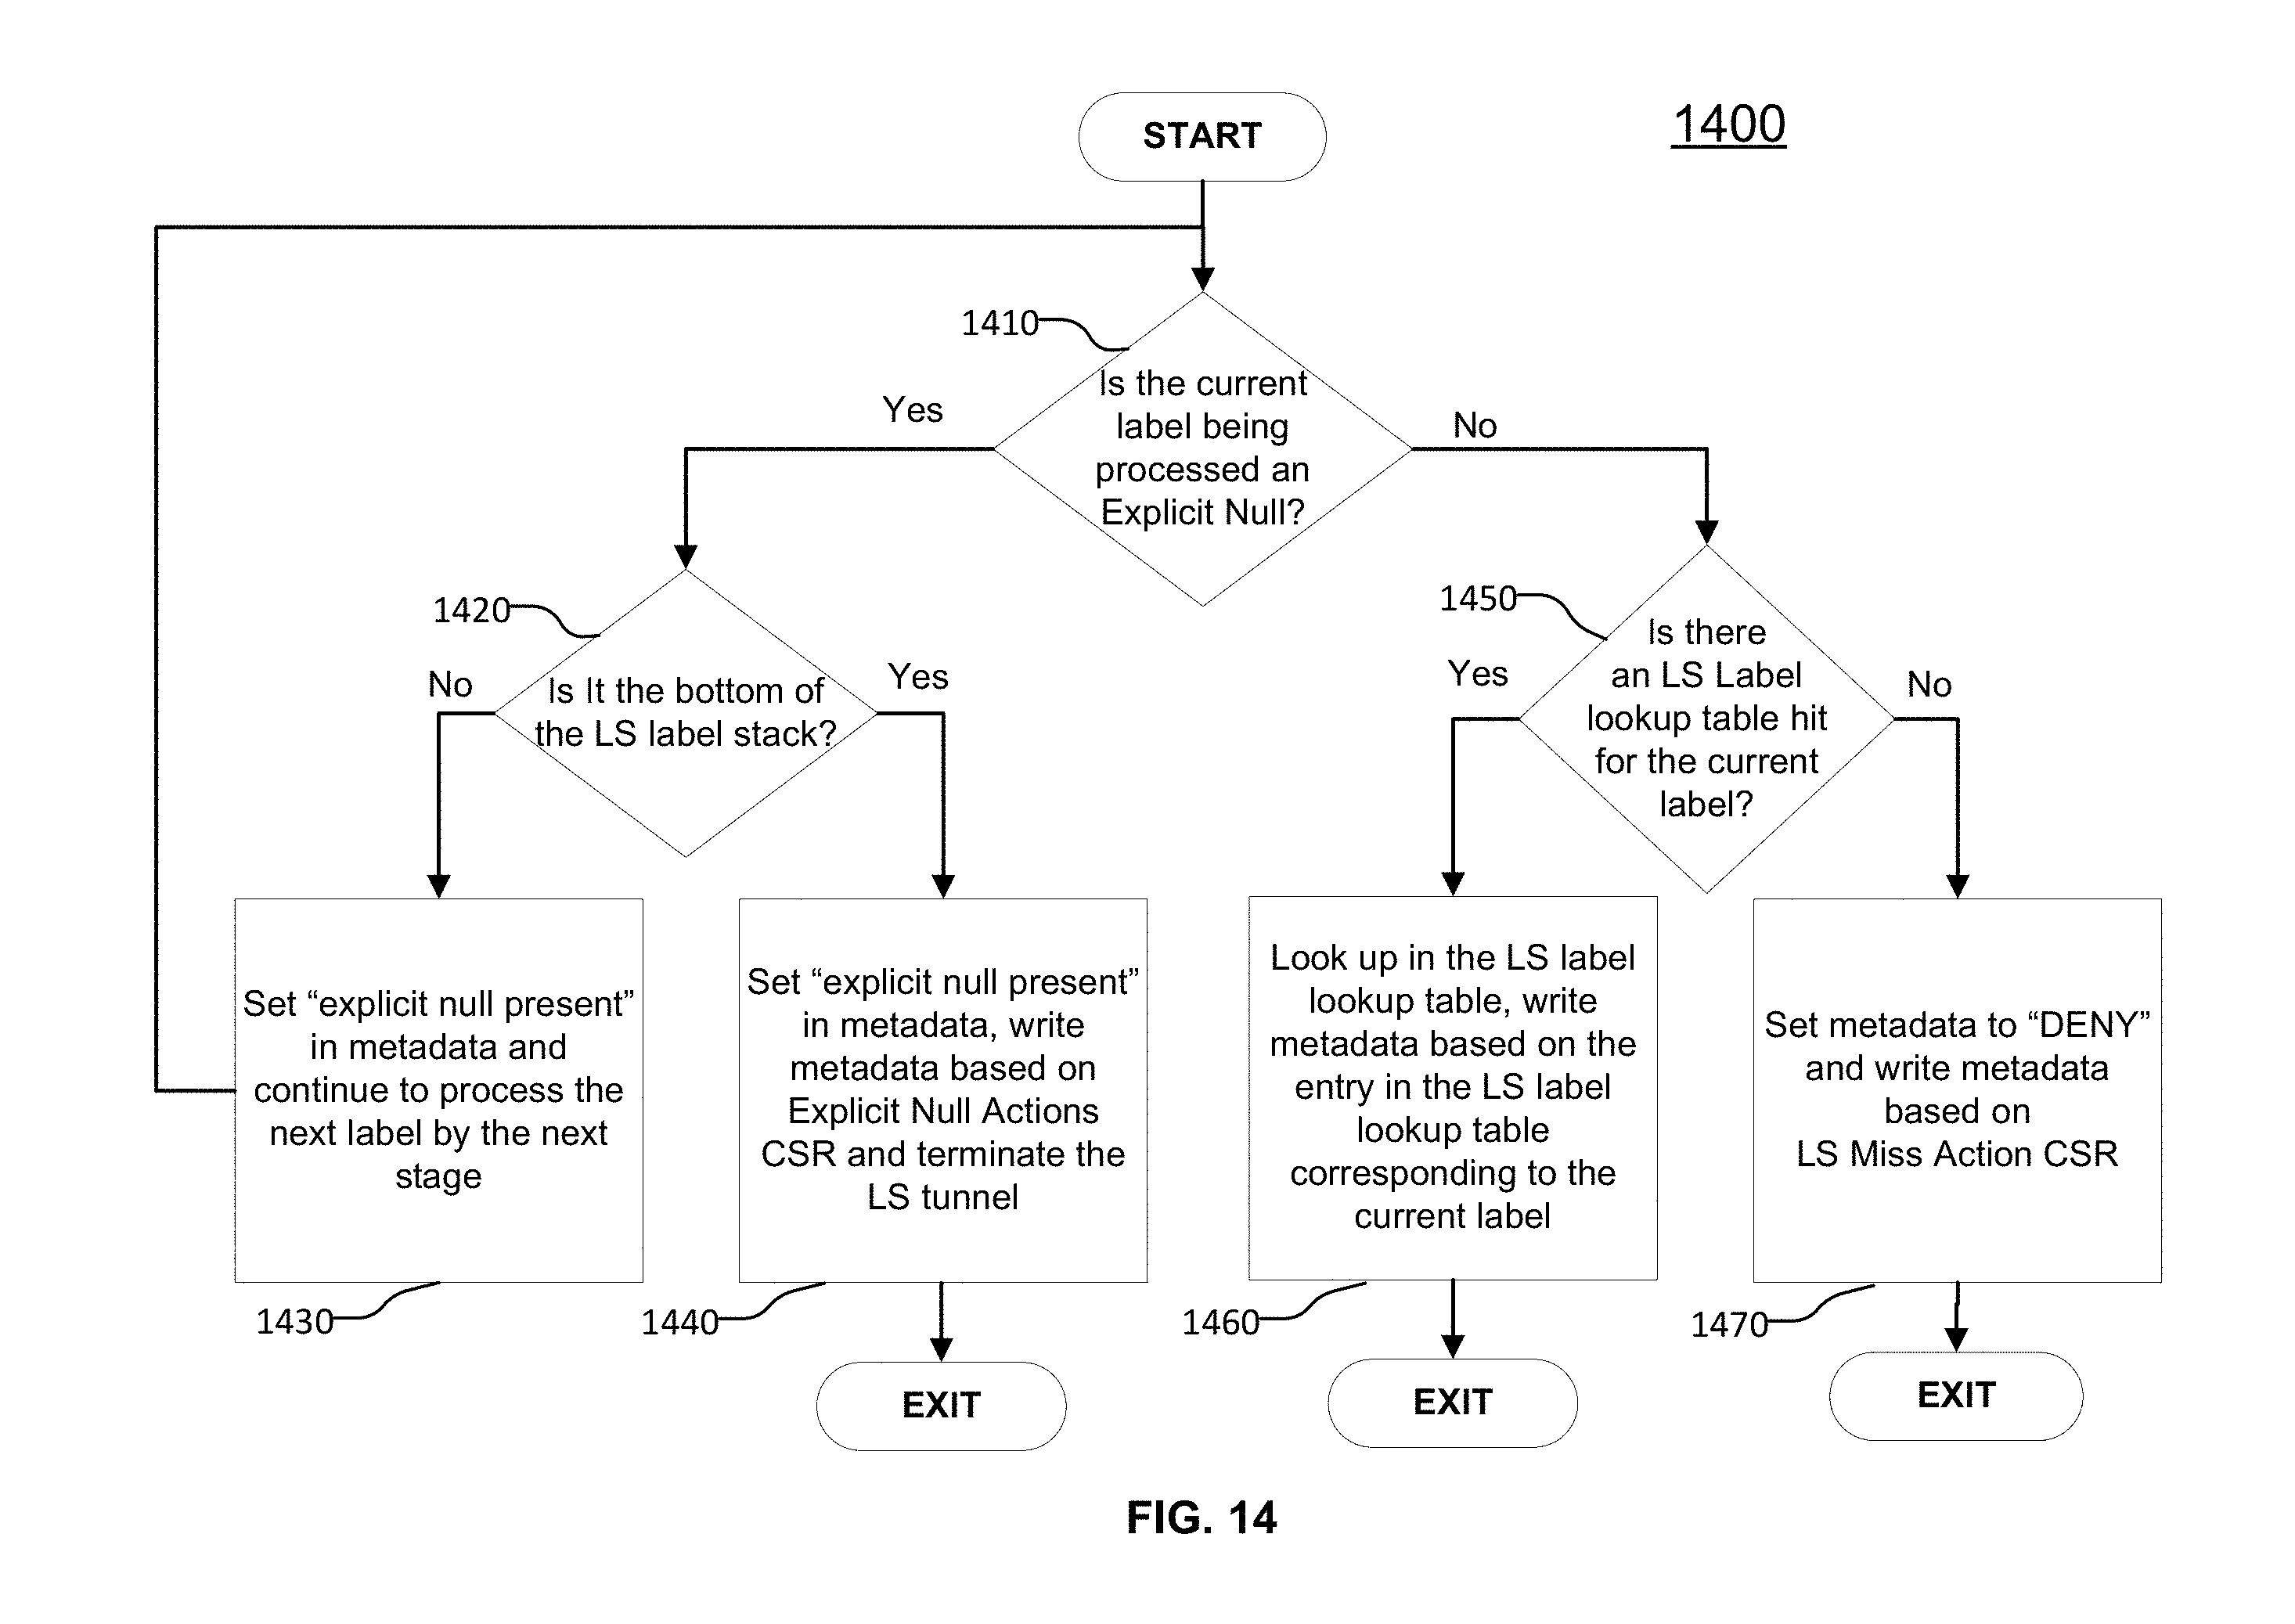 START
1400
1410
Is the current
label being
processed an
Explicit Null?
Yes
No
1420
Is It the bottom of
the LS label stack?
No
Yes
1450
Is there
an LS Label
lookup table hit
for the current
label?
Yes
No
Set “explicit null present”
in metadata and
continue to process the
next label by the next
stage
1430
Set “explicit null present”
in metadata, write
metadata based on
Explicit Null Actions
CSR and terminate the
LS tunnel
1440
EXIT
Look up in the LS label
lookup table, write
metadata based on the
entry in the LS label
lookup table
corresponding to the
current label
1460
EXIT
Set metadata to “DENY”
and write metadata
based on
LS Miss Action CSR
1470
EXIT
FIG. 14